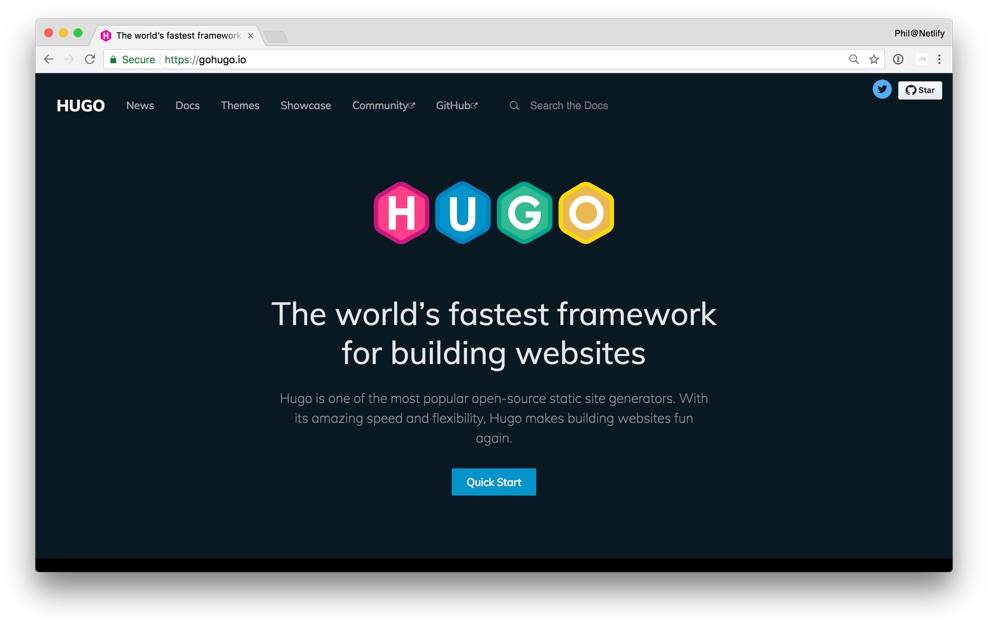 The world's fastest framework
Phil@Netlify
Secure https://gohugo.io
HUGO News Docs Themes Showcase Community GitHub Search the Docs
Star
HUGO
The world's fastest framework
for building websites
Hugo is one of the most popular open-source static site generators. With
its amazing speed and flexibility, Hugo makes building websites fun
again.
Quick Start